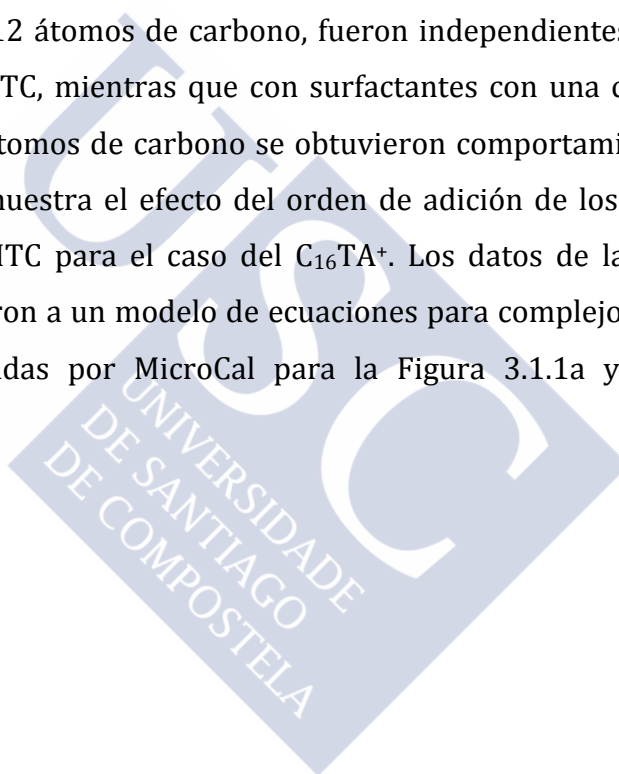 12 átomos de carbono, fueron independientes
ITC, mientras que con surfactantes con una
átomos de carbono se obtuvieron
muestra el efecto del orden de adición de los
ITC para el caso del C₁₆TA⁺. Los datos de la
ron a un modelo de ecuaciones para complejo
das por MicroCal para la Figura 3.1.1a y
USC
UNIVERSIDADE
DE SANTIAGO
DE COMPOSTELA